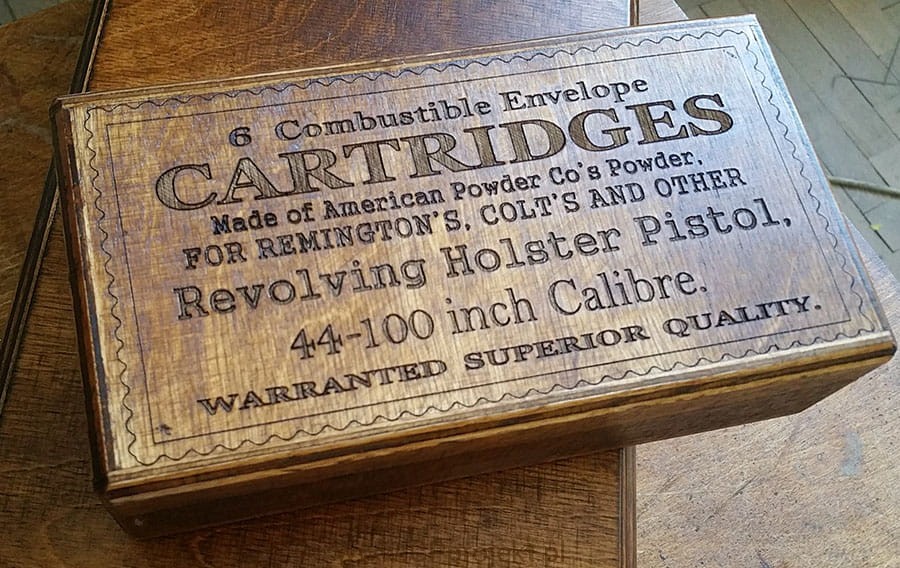 6 Combustible Envelope
CARTRIDGES
Made of American Powder Co's Powder.
FOR REMINGTON'S, COLT'S AND OTHER
Revolving Holster Pistol,
44-100 inch Calibre.
WARRANTED SUPERIOR QUALITY.